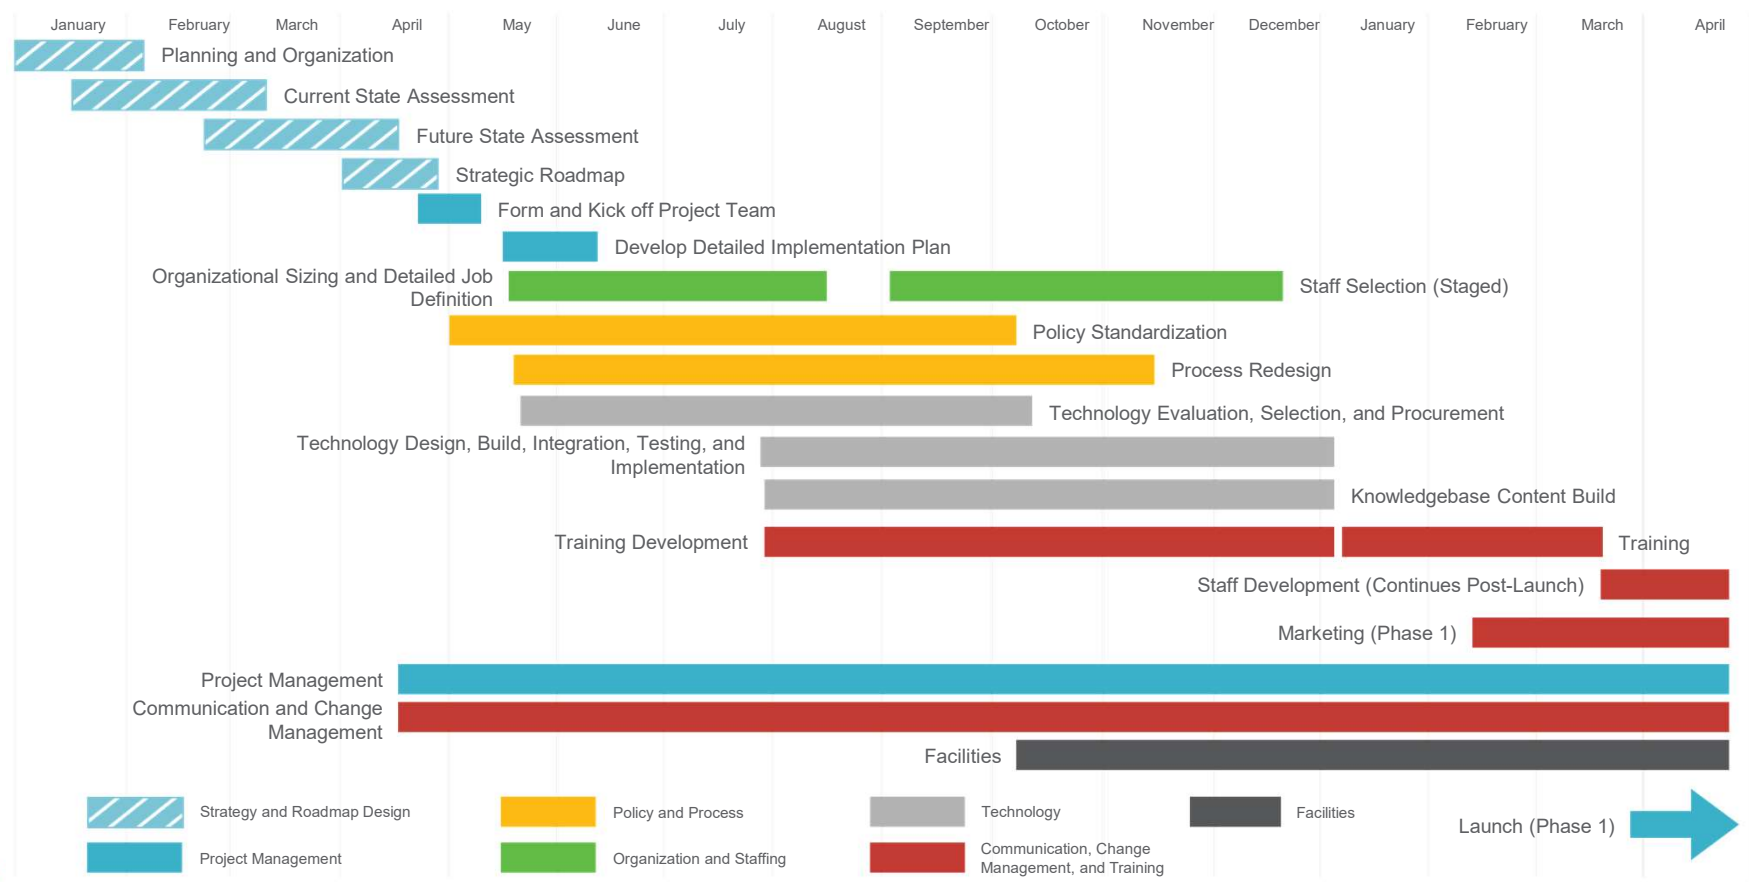 January February March April May June July August September October November December January February March April
Planning and Organization
Current State Assessment
Future State Assessment
Strategic Roadmap
Form and Kick off Project Team
Develop Detailed Implementation Plan
Organizational Sizing and Detailed Job
Definition
Staff Selection (Staged)
Policy Standardization
Process Redesign
Technology Evaluation, Selection, and Procurement
Technology Design, Build, Integration, Testing, and
Implementation
Knowledgebase Content Build
Training Development
Training
Staff Development (Continues Post-Launch)
Marketing (Phase 1)
Project Management
Communication and Change
Management
Facilities
Strategy and Roadmap Design
Project Management
Policy and Process
Organization and Staffing
Technology
Communication, Change
Management, and Training
Facilities
Launch (Phase 1)